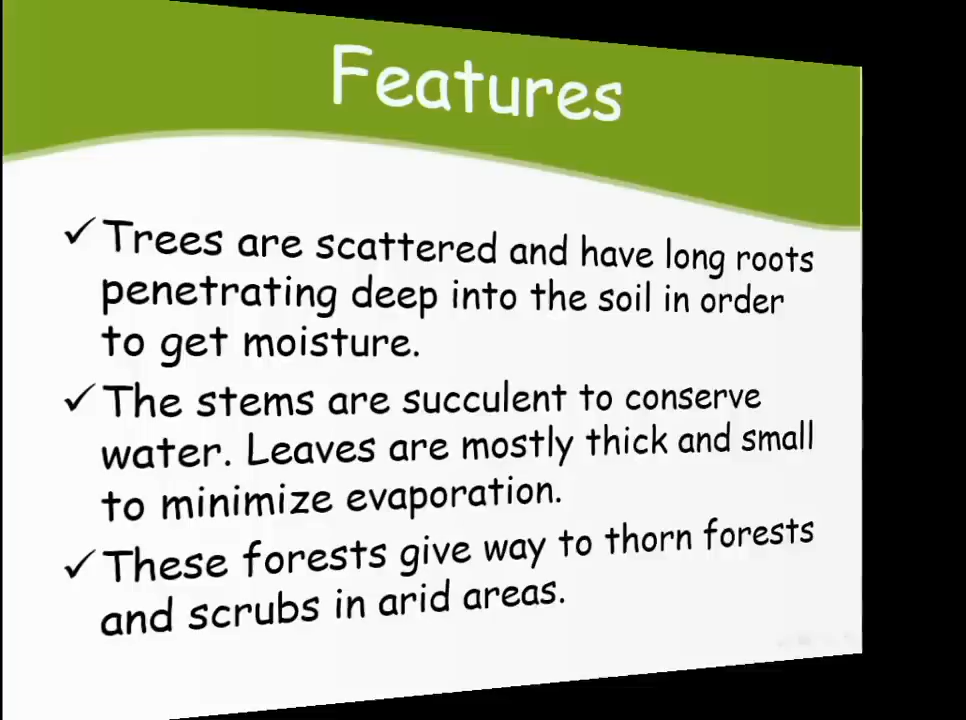 Features
✓ Trees are scattered and have long roots
penetrating deep into the soil in order
to get moisture.
✓ The stems are succulent to conserve
water. Leaves are mostly thick and small
to minimize evaporation.
✓ These forests give way to thorn forests
and scrubs in arid areas.